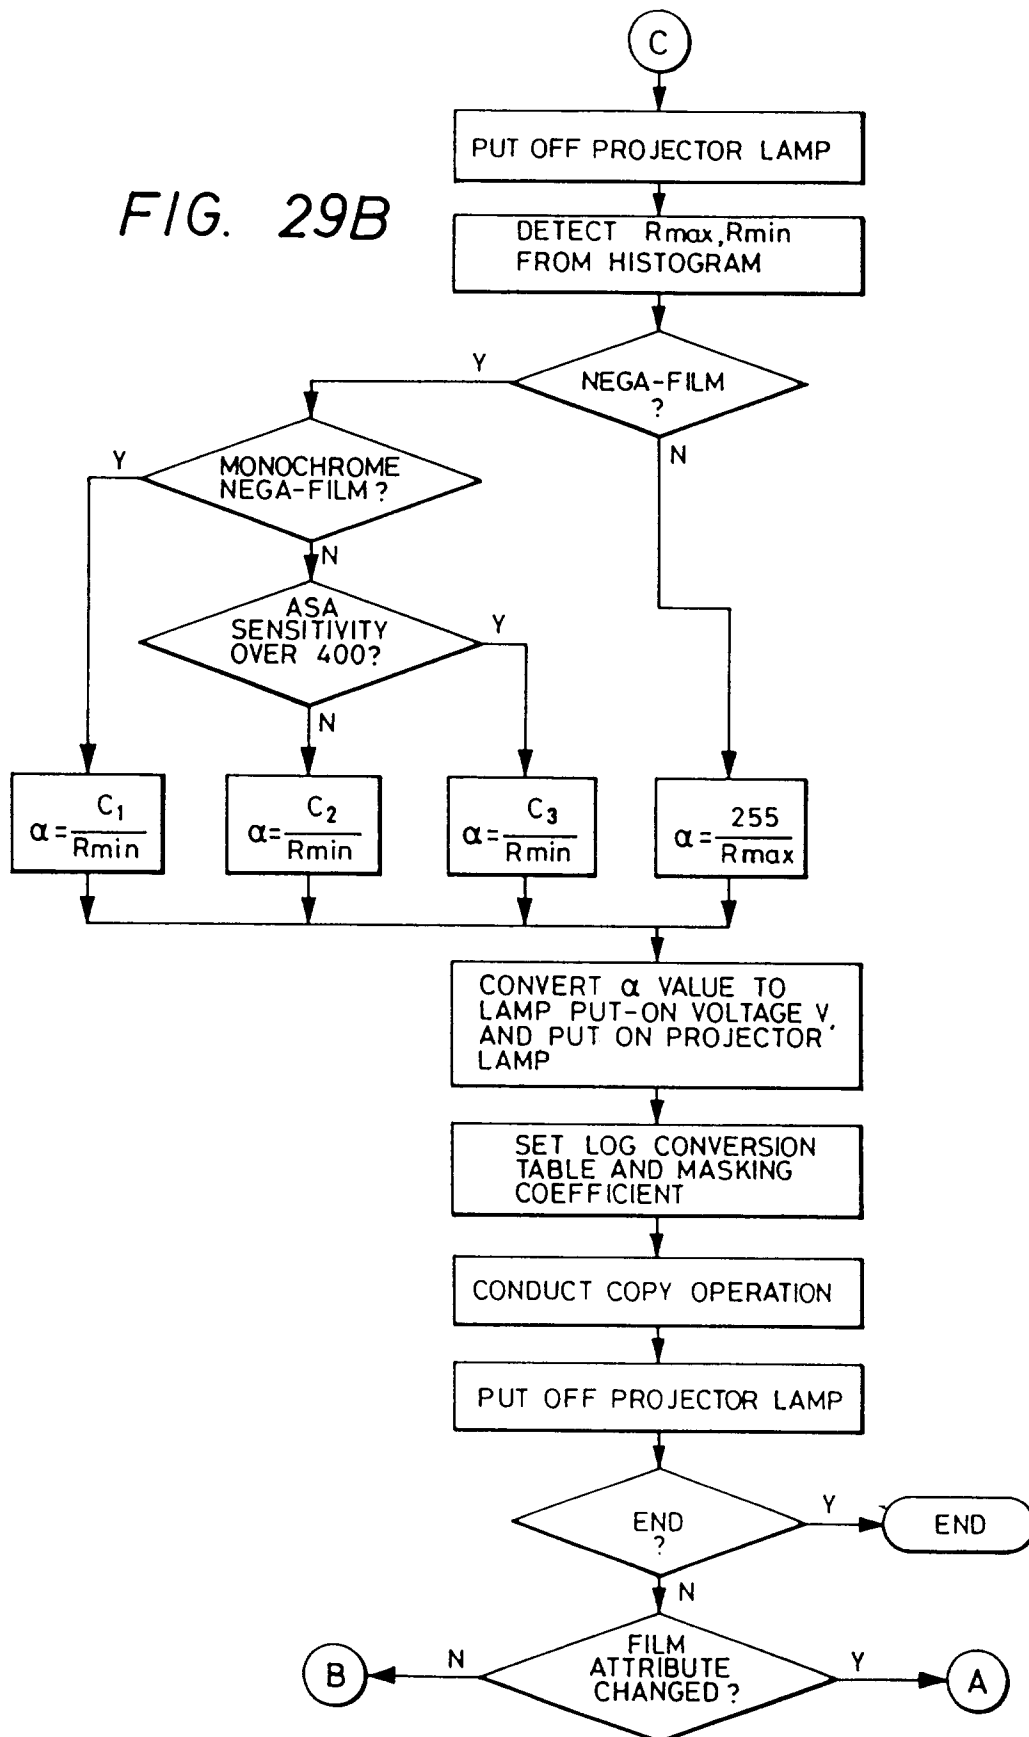 C
PUT OFF PROJECTOR LAMP
FIG. 29B
DETECT Rmax,Rmin
FROM HISTOGRAM
Y
NEGA-FILM
?
N
Y
MONOCHROME
NEGA-FILM?
N
ASA
SENSITIVITY
OVER 400?
Y
N
α=C1/Rmin
α=C2/Rmin
α=C3/Rmin
α=255/Rmax
CONVERT α VALUE TO
LAMP PUT-ON VOLTAGE V,
AND PUT ON PROJECTOR
LAMP
SET LOG CONVERSION
TABLE AND MASKING
COEFFICIENT
CONDUCT COPY OPERATION
PUT OFF PROJECTOR LAMP
END
?
Y
END
N
B
N
FILM
ATTRIBUTE
CHANGED?
Y
A